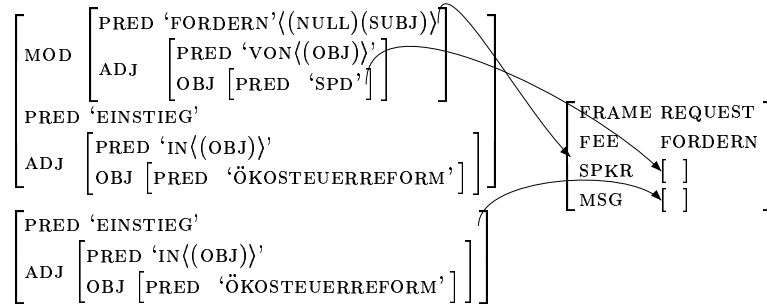 PRED ‘FORDERN’⟨(NULL)(SUBJ)⟩
MOD
PRED ‘VON⟨(OBJ)⟩’
ADJ
OBJ [PRED ‘SPD’]
PRED ‘EINSTIEG’
PRED ‘IN⟨(OBJ)⟩’
ADJ
OBJ [PRED ‘ÖKOSTEUERREFORM’]
FRAME REQUEST
FEE FORDERN
SPKR [ ]
MSG [ ]
PRED ‘EINSTIEG’
PRED ‘IN⟨(OBJ)⟩’
ADJ
OBJ [PRED ‘ÖKOSTEUERREFORM’]